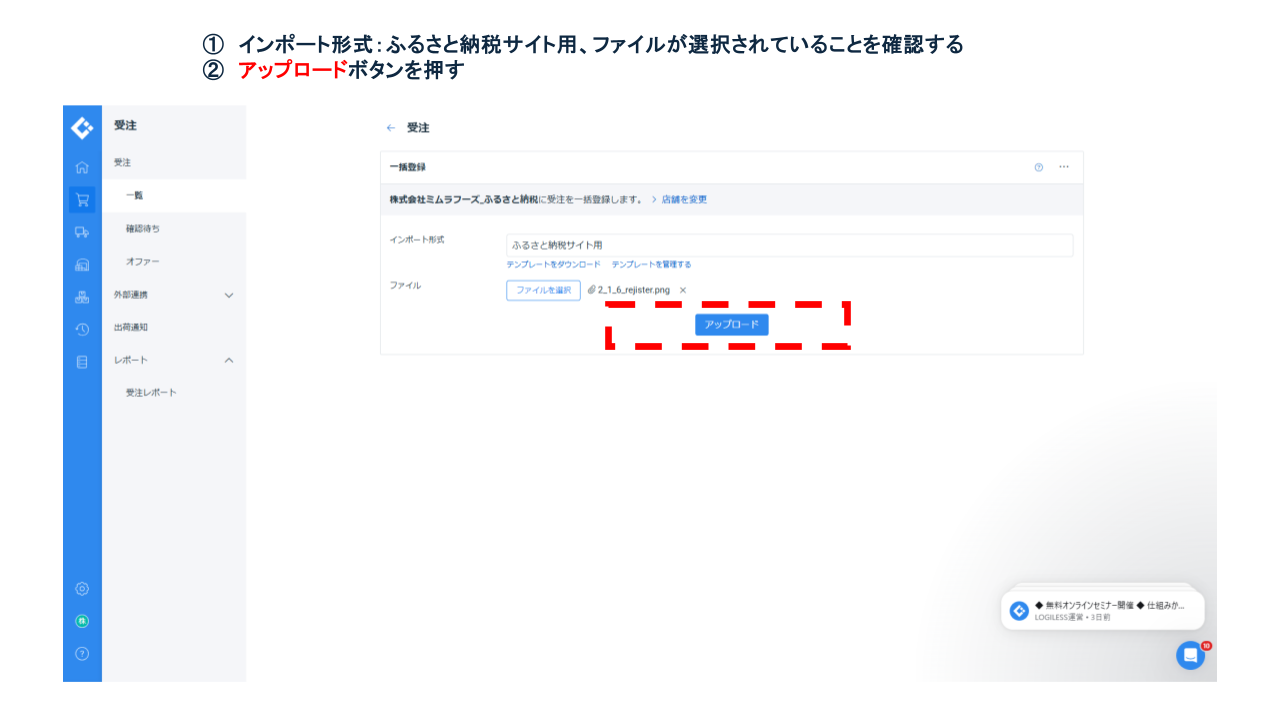 ① インポート形式：ふるさと納税サイト用、ファイルが選択されていることを確認する
② アップロードボタンを押す
受注
受注
一覧
確認待ち
オファー
外部連携
出荷通知
レポート
受注レポート
株
← 受注
一括登録
株式会社ミムラフーズ_ふるさと納税に受注を一括登録します。 > 店舗を変更
インポート形式
ふるさと納税サイト用
テンプレートをダウンロード テンプレートを管理する
ファイル
ファイルを選択 2_1_6_rejister.png ×
アップロード
◆ 無料オンラインセミナー開催 ◆ 仕組みか...
LOGILESS運営 • 3日前
10